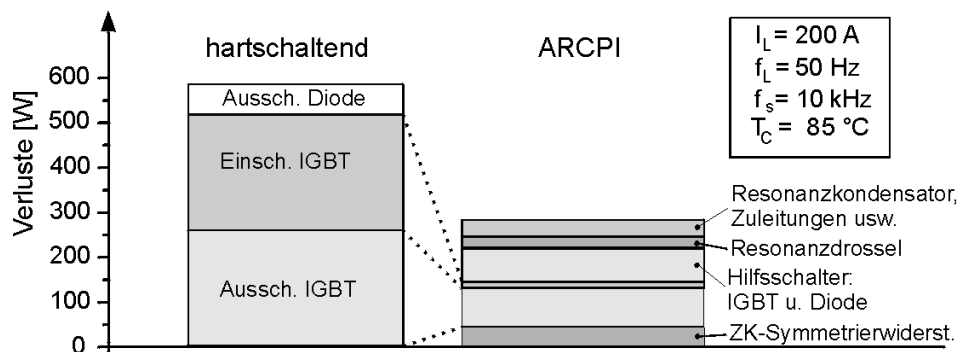 hartschaltend
ARCPI
I_L = 200 A
f_L = 50 Hz
f_s = 10 kHz
T_C = 85 °C
Verluste [W]
600
500
400
300
200
100
0
Aussch. Diode
Einsch. IGBT
Aussch. IGBT
Resonanzkondensator,
Zuleitungen usw.
Resonanzdrossel
Hilfsschalter:
IGBT u. Diode
ZK-Symmetrierwiderst.